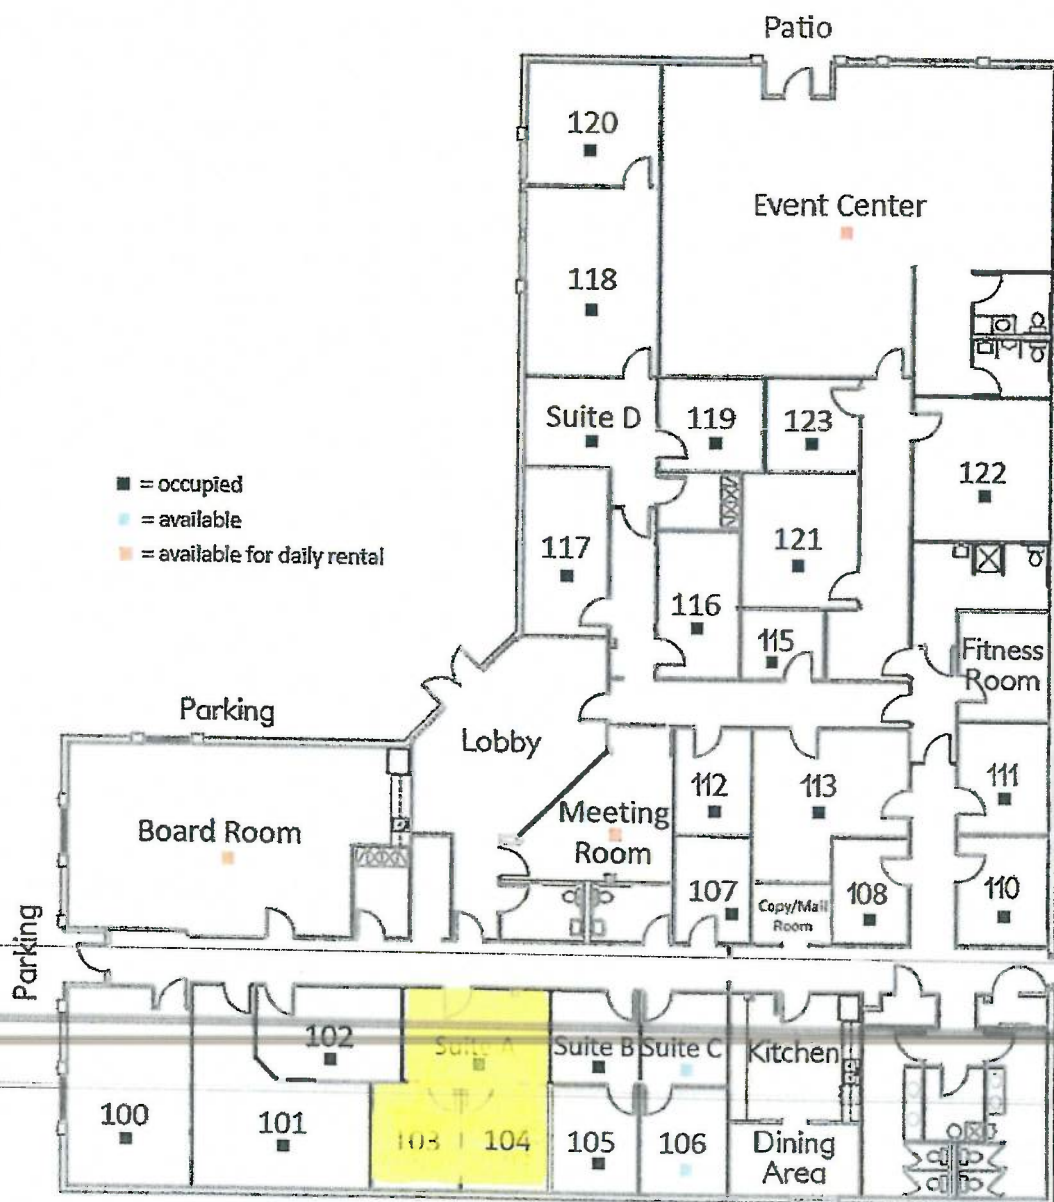 Patio
120
Event Center
118
Suite D
119
123
122
= occupied
= available
= available for daily rental
117
121
116
115
Fitness
Room
Parking
Lobby
112
113
111
Board Room
Meeting
Room
107
Copy/Mail
Room
108
110
Parking
102
Suite A
Suite B
Suite C
Kitchen
100
101
103
104
105
106
Dining
Area